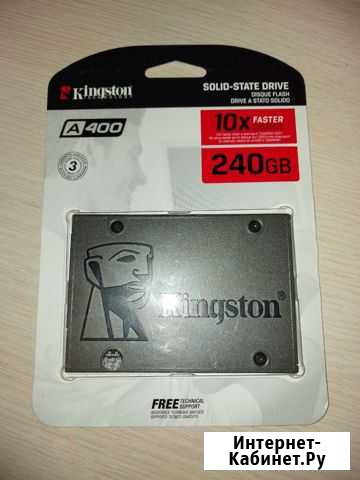 Kingston
TECHNOLOGY
A400
3
SOLID-STATE DRIVE
DISQUE FLASH
DRIVE A STATO SOLIDO
10x FASTER
240GB
Kingston
FREE TECHNICAL SUPPORT
Интернет-
Кабинет.Ру